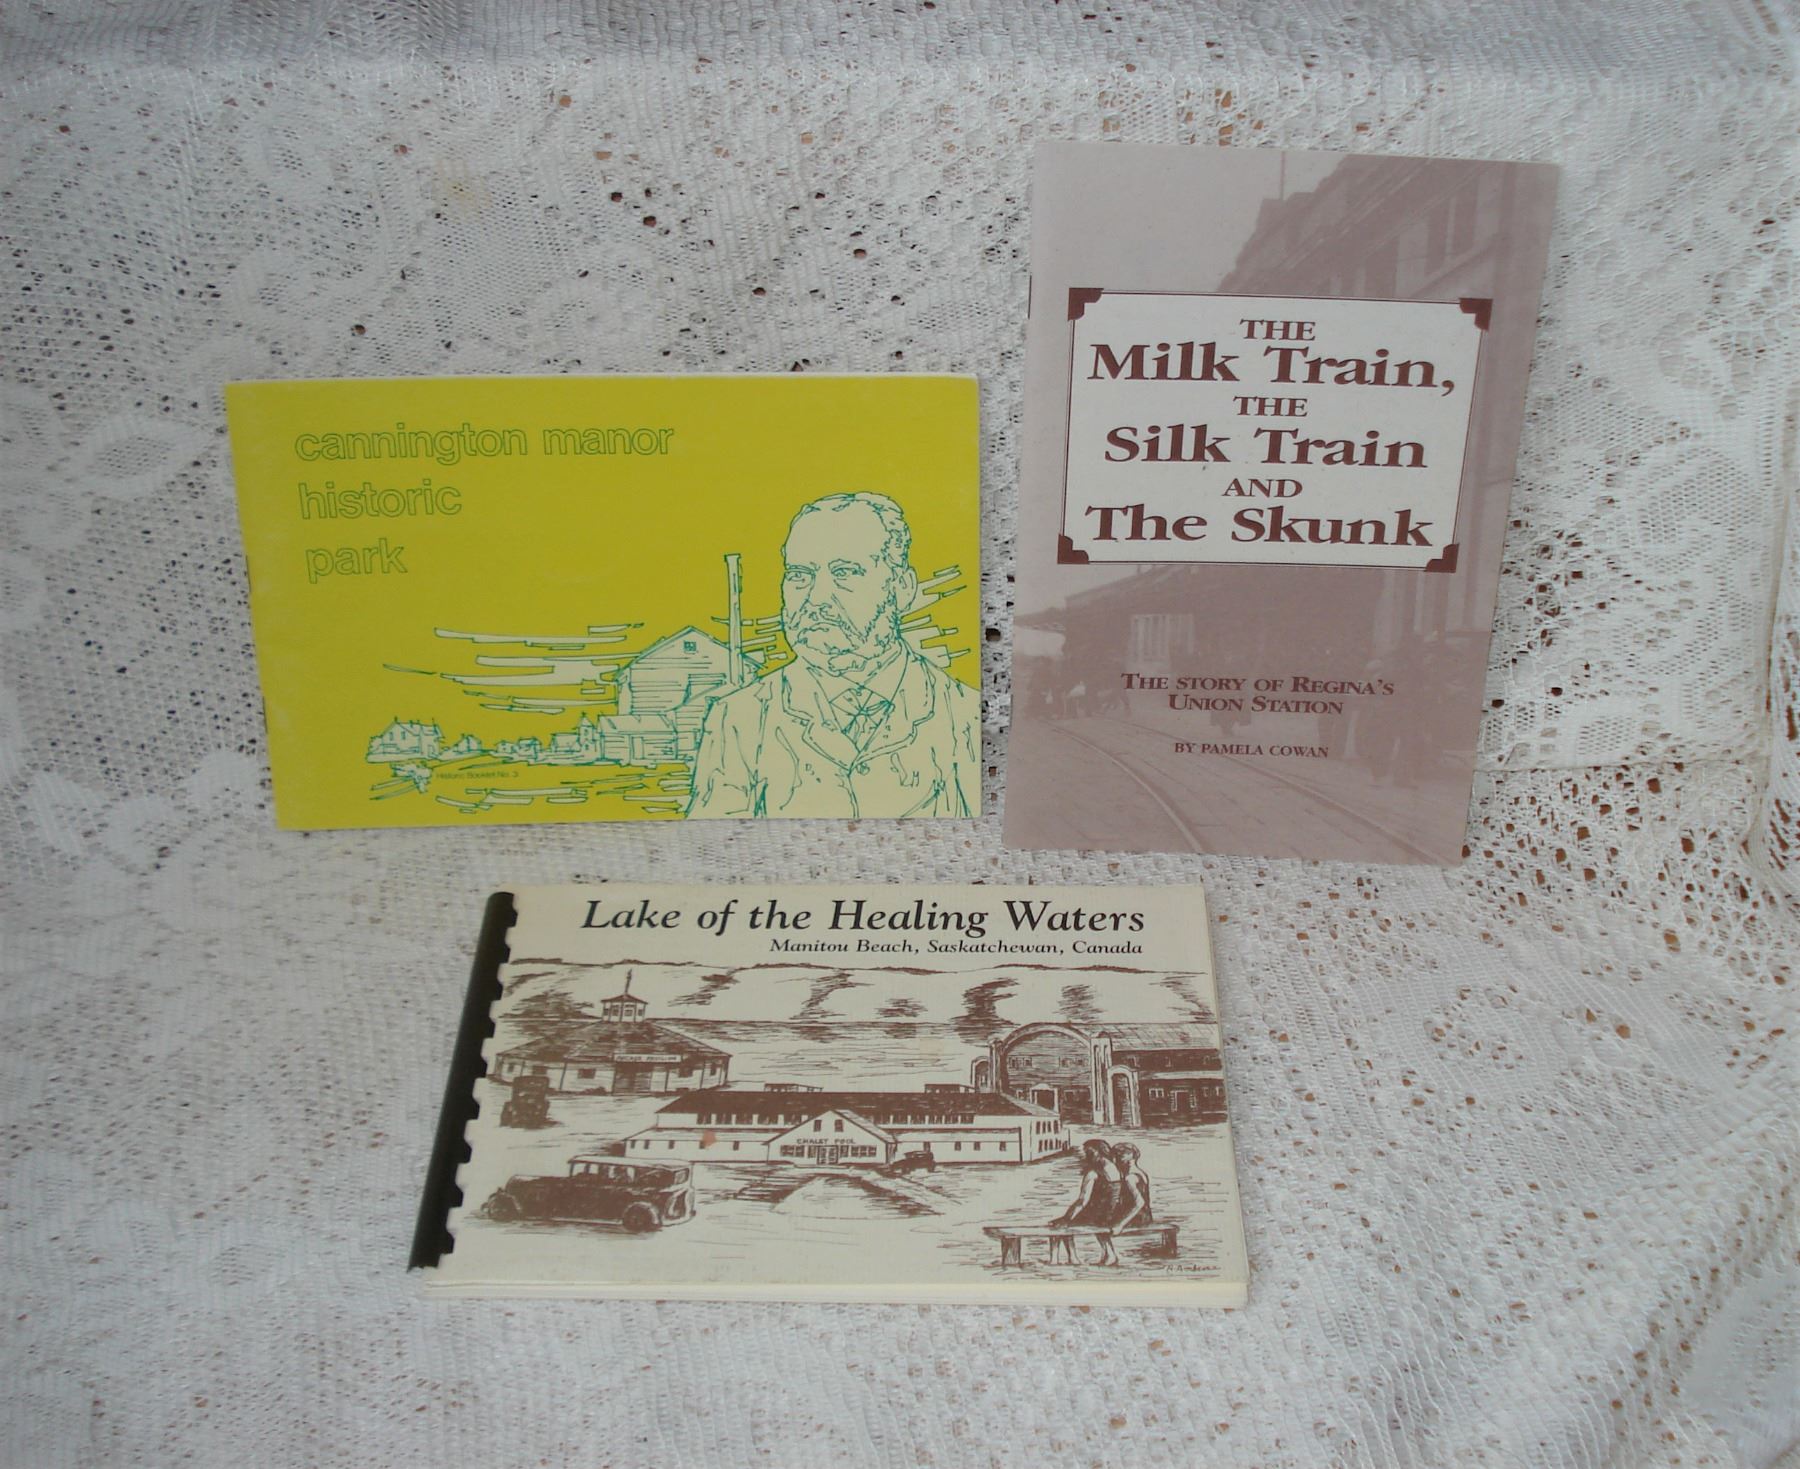 cannington manor
historic
park
Historic Booklet No. 3
THE
Milk Train,
THE
Silk Train
AND
The Skunk
THE STORY OF REGINA'S
UNION STATION
BY PAMELA COWAN
Lake of the Healing Waters
Manitou Beach, Saskatchewan, Canada
CHALET POOL